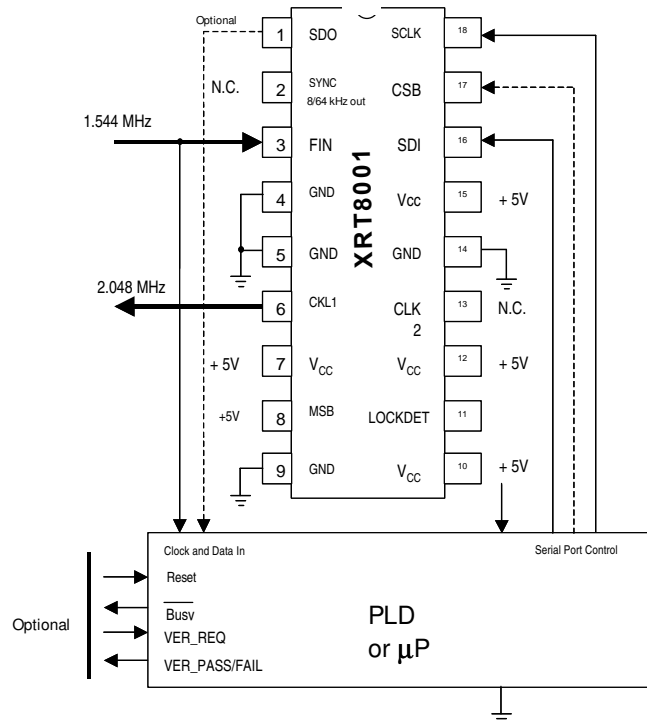 Optional
1 SDO SCLK 18
N.C. 2 SYNC CSB 17
8/64 kHz out
1.544 MHz
3 FIN SDI 16
XRT8001
4 GND Vcc 15 + 5V
5 GND GND 14
2.048 MHz
6 CKL1 CLK 13 N.C.
2
+ 5V 7 VCC VCC 12 + 5V
+5V 8 MSB LOCKDET 11
9 GND VCC 10 + 5V
Clock and Data In Serial Port Control
Reset
Busv
Optional
VER_REQ
VER_PASS/FAIL
PLD
or µP